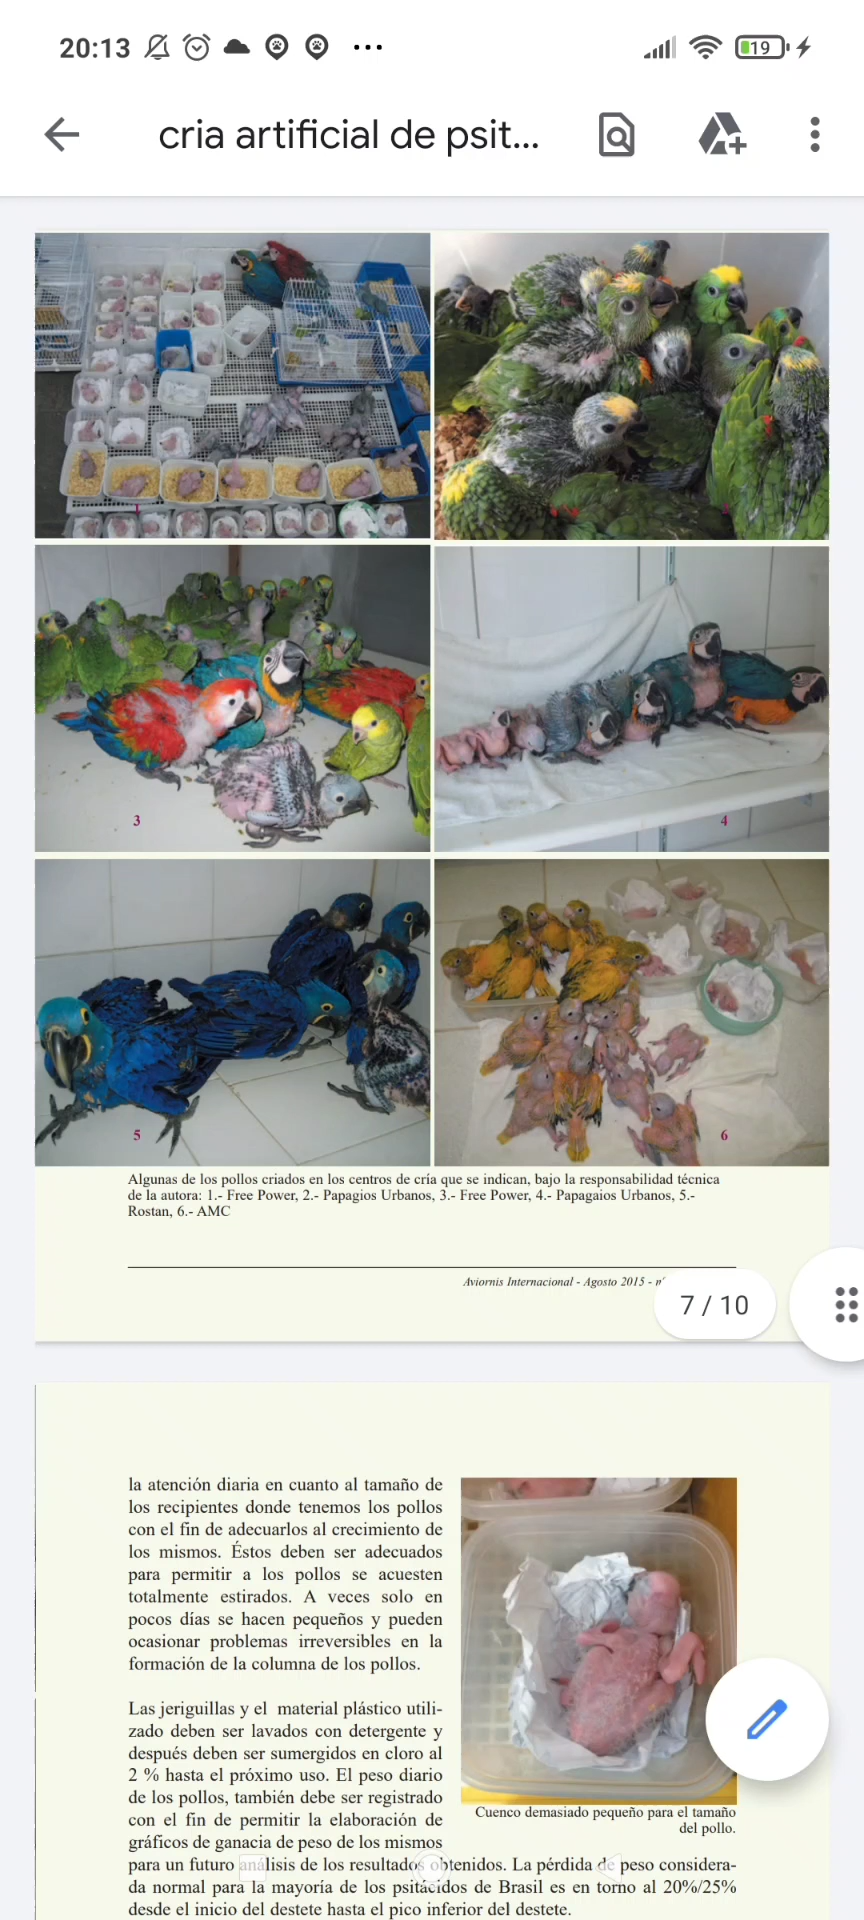 20:13
19
cria artificial de psit...
1
2
3
4
5
6
Algunas de los pollos criados en los centros de cría que se indican, bajo la responsabilidad técnica
de la autora: 1.- Free Power, 2.- Papagios Urbanos, 3.- Free Power, 4.- Papagaios Urbanos, 5.-
Rostan, 6.- AMC
Aviornis Internacional - Agosto 2015 - nº
7 / 10
la atención diaria en cuanto al tamaño de
los recipientes donde tenemos los pollos
con el fin de adecuarlos al crecimiento de
los mismos. Éstos deben ser adecuados
para permitir a los pollos se acuesten
totalmente estirados. A veces solo en
pocos días se hacen pequeños y pueden
ocasionar problemas irreversibles en la
formación de la columna de los pollos.
Las jeriguillas y el material plástico utili-
zado deben ser lavados con detergente y
después deben ser sumergidos en cloro al
2 % hasta el próximo uso. El peso diario
de los pollos, también debe ser registrado
con el fin de permitir la elaboración de
gráficos de ganacia de peso de los mismos
Cuenco demasiado pequeño para el tamaño
del pollo.
para un futuro análisis de los resultados obtenidos. La pérdida de peso considera-
da normal para la mayoría de los psitácidos de Brasil es en torno al 20%/25%
desde el inicio del destete hasta el pico inferior del destete.